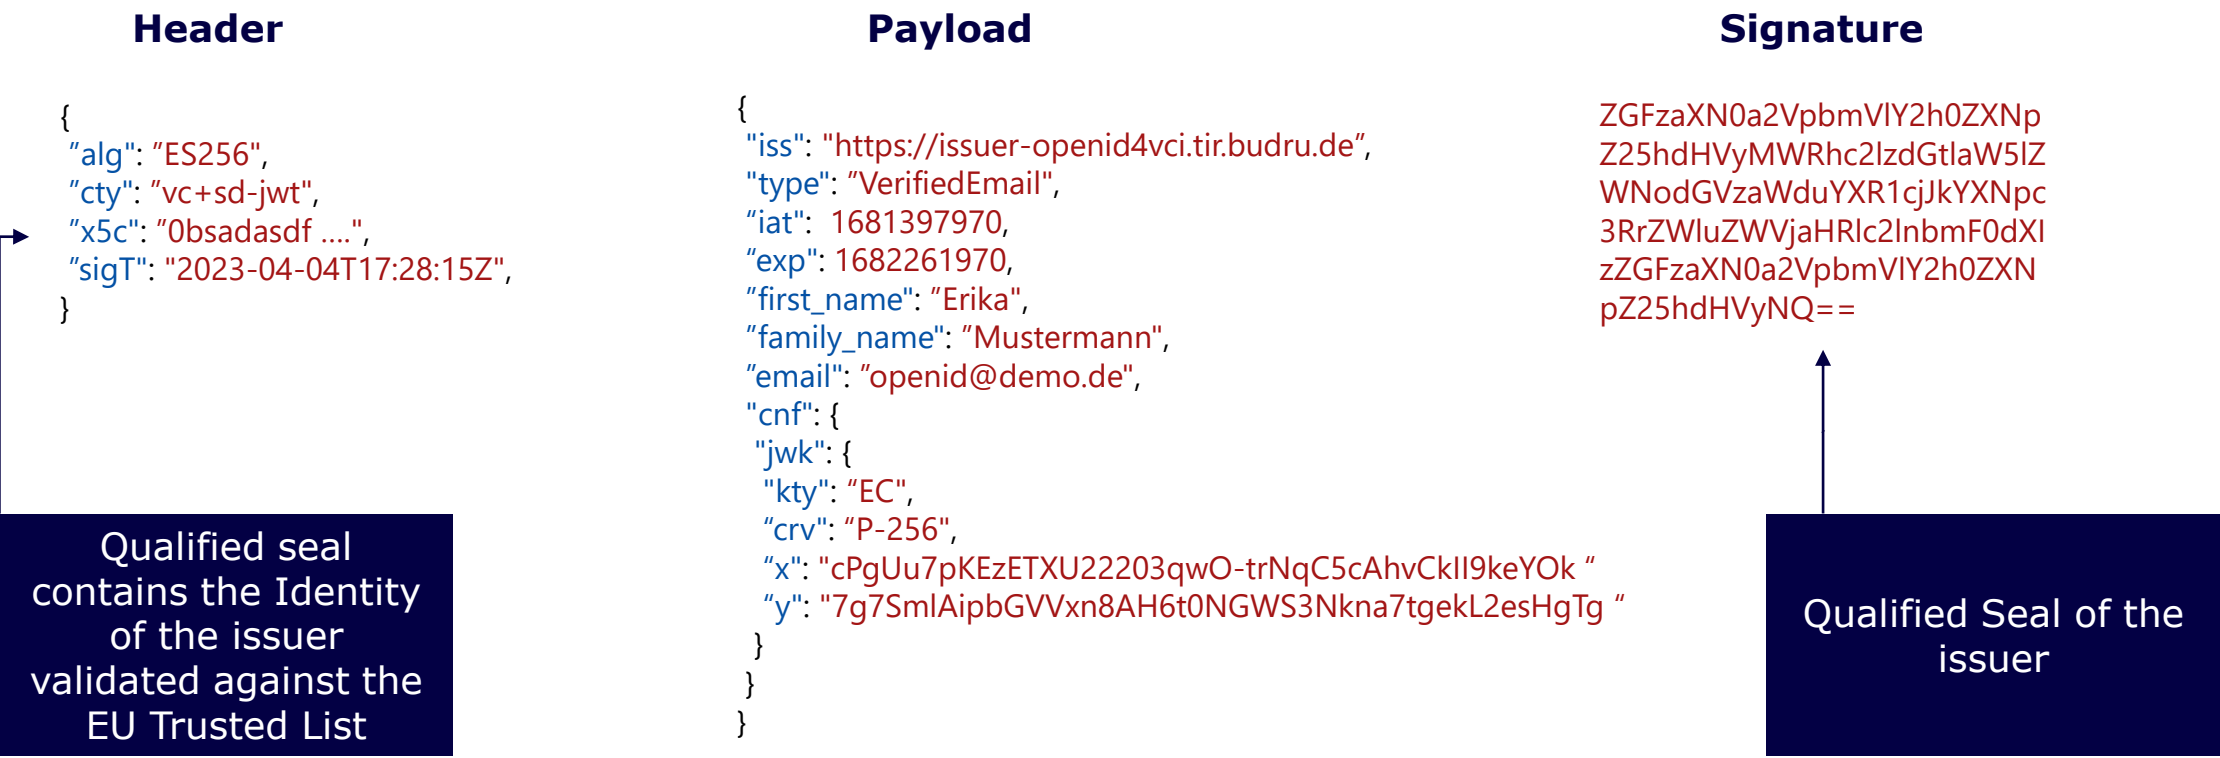 Header
{
"alg": "ES256",
"cty": "vc+sd-jwt",
"x5c": "0bsadasdf ....",
"sigT": "2023-04-04T17:28:15Z",
}
Qualified seal
contains the Identity
of the issuer
validated against the
EU Trusted List
Payload
{
"iss": "https://issuer-openid4vci.tir.budru.de",
"type": "VerifiedEmail",
"iat":  1681397970,
"exp": 1682261970,
"first_name": "Erika",
"family_name": "Mustermann",
"email": "openid@demo.de",
"cnf": {
"jwk": {
"kty": "EC",
"crv": "P-256",
"x": "cPgUu7pKEzETXU22203qwO-trNqC5cAhvCkII9keYOk “
"y": "7g7SmlAipbGVVxn8AH6t0NGWS3Nkna7tgekL2esHgTg “
}
}
}
Signature
ZGFzaXN0a2VpbmVlY2h0ZXNp
Z25hdHVyMWRhc2lzdGtlaW5lZ
WNodGVzaWduYXR1cjJkYXNpc
3RrZWluZWVjaHRlc2lnbmF0dXI
zZGFzaXN0a2VpbmVlY2h0ZXN
pZ25hdHVyNQ==
Qualified Seal of the
issuer